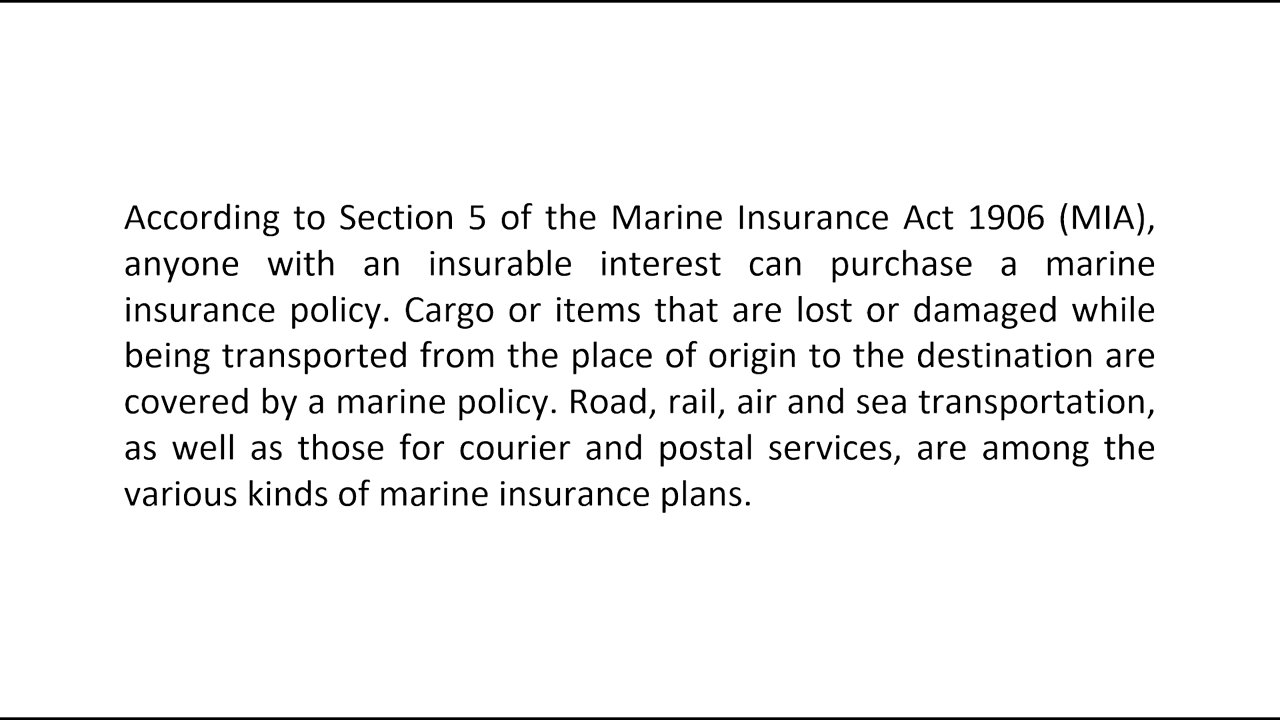 According to Section 5 of the Marine Insurance Act 1906 (MIA),
anyone with an insurable interest can purchase a marine
insurance policy. Cargo or items that are lost or damaged while
being transported from the place of origin to the destination are
covered by a marine policy. Road, rail, air and sea transportation,
as well as those for courier and postal services, are among the
various kinds of marine insurance plans.